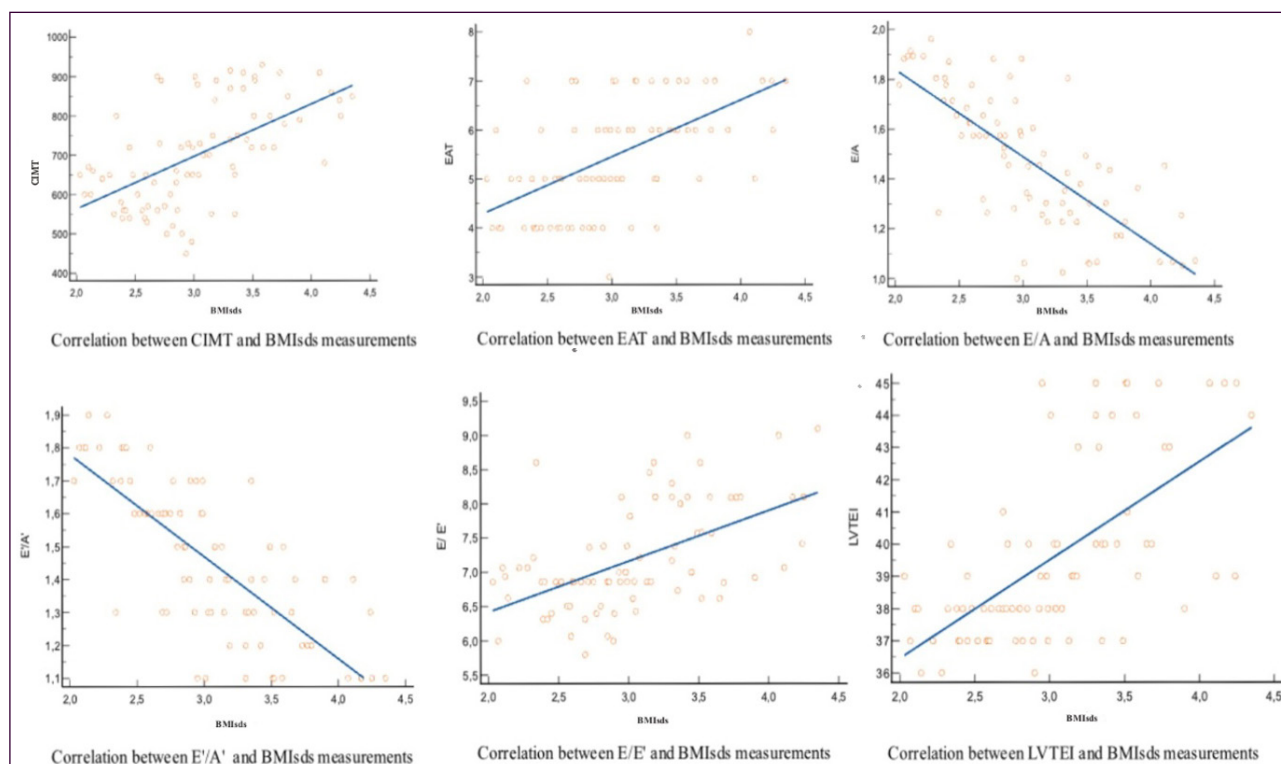 1000
900
800
700
600
500
400
CIMT
2,0 2,5 3,0 3,5 4,0 4,5
BMIsds
Correlation between CIMT and BMIsds measurements
8
7
6
5
4
3
EAT
2,0 2,5 3,0 3,5 4,0 4,5
BMIsds
Correlation between EAT and BMIsds measurements
1,8
1,6
1,4
1,2
1,0
E/A
2,0 2,5 3,0 3,5 4,0 4,5
BMIsds
Correlation between E/A and BMIsds measurements
1,9
1,8
1,7
1,6
1,5
1,4
1,3
1,2
1,1
E'/A'
2,0 2,5 3,0 3,5 4,0 4,5
BMIsds
Correlation between E'/A' and BMIsds measurements
9,5
9,0
8,5
8,0
7,5
7,0
6,5
6,0
5,5
E/ E'
2,0 2,5 3,0 3,5 4,0 4,5
BMIsds
Correlation between E/E' and BMIsds measurements
45
44
43
42
41
40
39
38
37
36
LVTEI
2,0 2,5 3,0 3,5 4,0 4,5
BMIsds
Correlation between LVTEI and BMIsds measurements